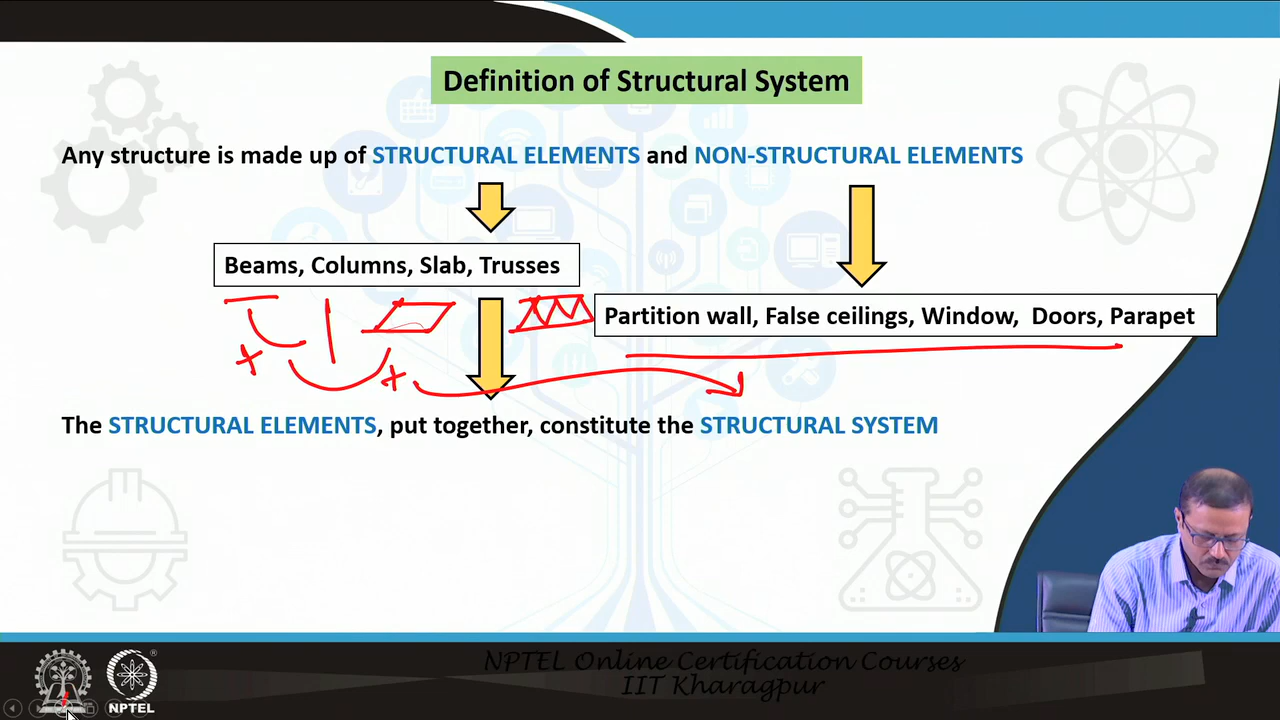 Definition of Structural System
Any structure is made up of STRUCTURAL ELEMENTS and NON-STRUCTURAL ELEMENTS
Beams, Columns, Slab, Trusses
Partition wall, False ceilings, Window, Doors, Parapet
+
+
The STRUCTURAL ELEMENTS, put together, constitute the STRUCTURAL SYSTEM
NPTEL Online Certification Courses
IIT Kharagpur
NPTEL
®